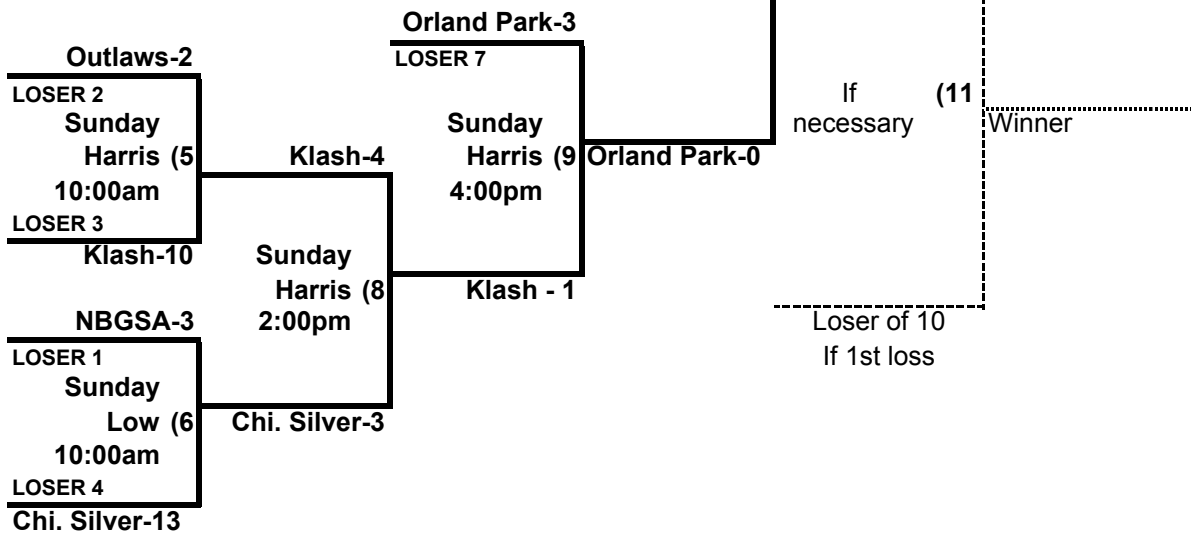 Orland Park-3
Outlaws-2
LOSER 7
LOSER 2
If (11
Sunday
Sunday
necessary
Winner
Harris (5
Klash-4
Harris (9
Orland Park-0
10:00am
4:00pm
LOSER 3
Klash-10
Sunday
Harris (8
Klash - 1
NBGSA-3
2:00pm
Loser of 10
LOSER 1
If 1st loss
Sunday
Low (6
Chi. Silver-3
10:00am
LOSER 4
Chi. Silver-13